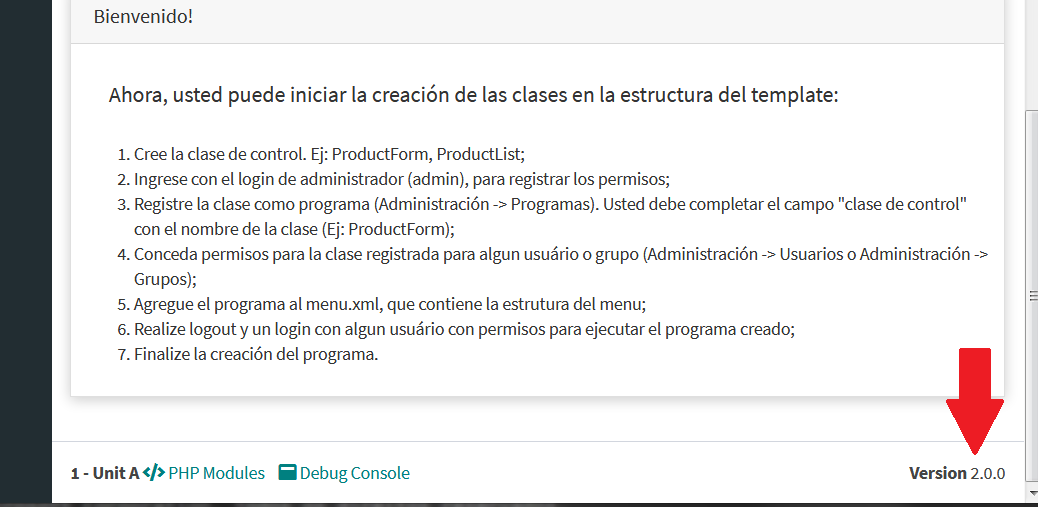 Bienvenido!
Ahora, usted puede iniciar la creación de las clases en la estructura del template:
1. Cree la clase de control. Ej: ProductForm, ProductList;
2. Ingrese con el login de administrador (admin), para registrar los permisos;
3. Registre la clase como programa (Administración -> Programas). Usted debe completar el campo "clase de control"
con el nombre de la clase (Ej: ProductForm);
4. Conceda permisos para la clase registrada para algun usuário o grupo (Administración -> Usuarios o Administración ->
Grupos);
5. Agregue el programa al menu.xml, que contiene la estrutura del menu;
6. Realize logout y un login con algun usuário con permisos para ejecutar el programa creado;
7. Finalize la creación del programa.
1 - Unit A </> PHP Modules Debug Console Version 2.0.0